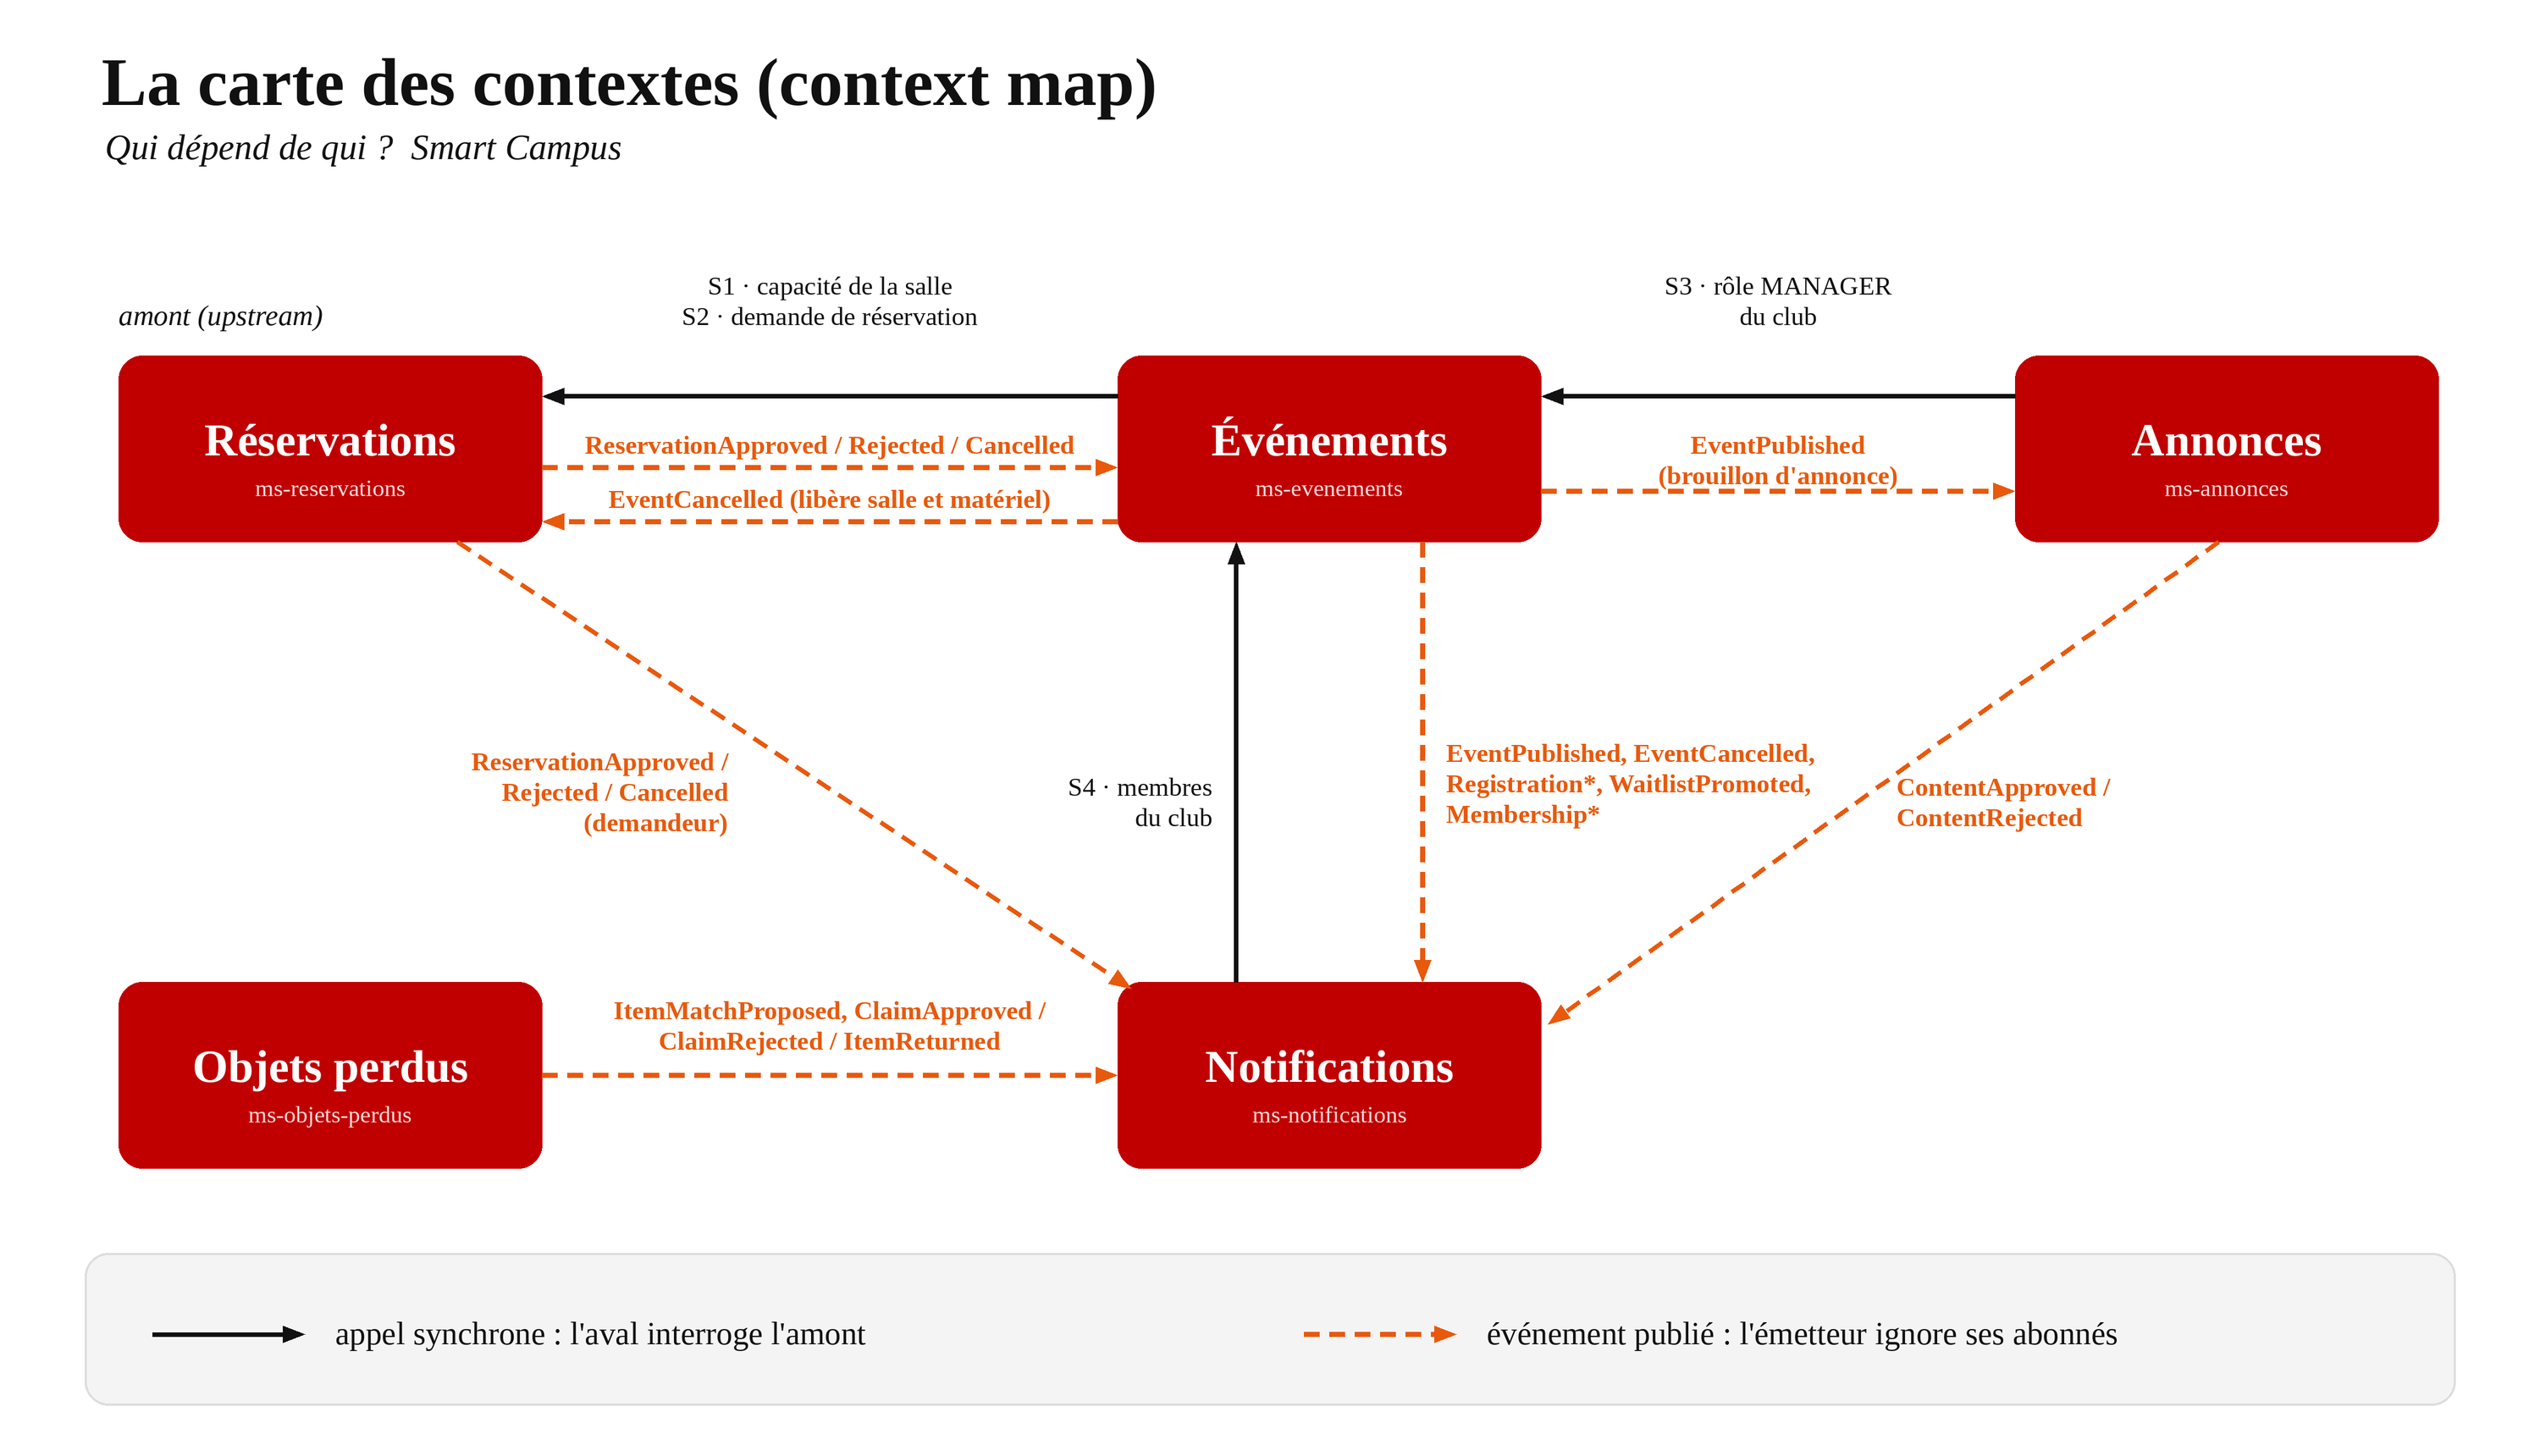 La carte des contextes (context map)
Qui dépend de qui ? Smart Campus
amont (upstream)
S1 · capacité de la salle
S2 · demande de réservation
S3 · rôle MANAGER
du club
Réservations
ms-reservations
ReservationApproved / Rejected / Cancelled
EventCancelled (libère salle et matériel)
Événements
ms-evenements
EventPublished
(brouillon d'annonce)
Annonces
ms-annonces
ReservationApproved /
Rejected / Cancelled
(demandeur)
S4 · membres
du club
EventPublished, EventCancelled,
Registration*, WaitlistPromoted,
Membership*
ContentApproved /
ContentRejected
Objets perdus
ms-objets-perdus
ItemMatchProposed, ClaimApproved /
ClaimRejected / ItemReturned
Notifications
ms-notifications
appel synchrone : l'aval interroge l'amont
événement publié : l'émetteur ignore ses abonnés